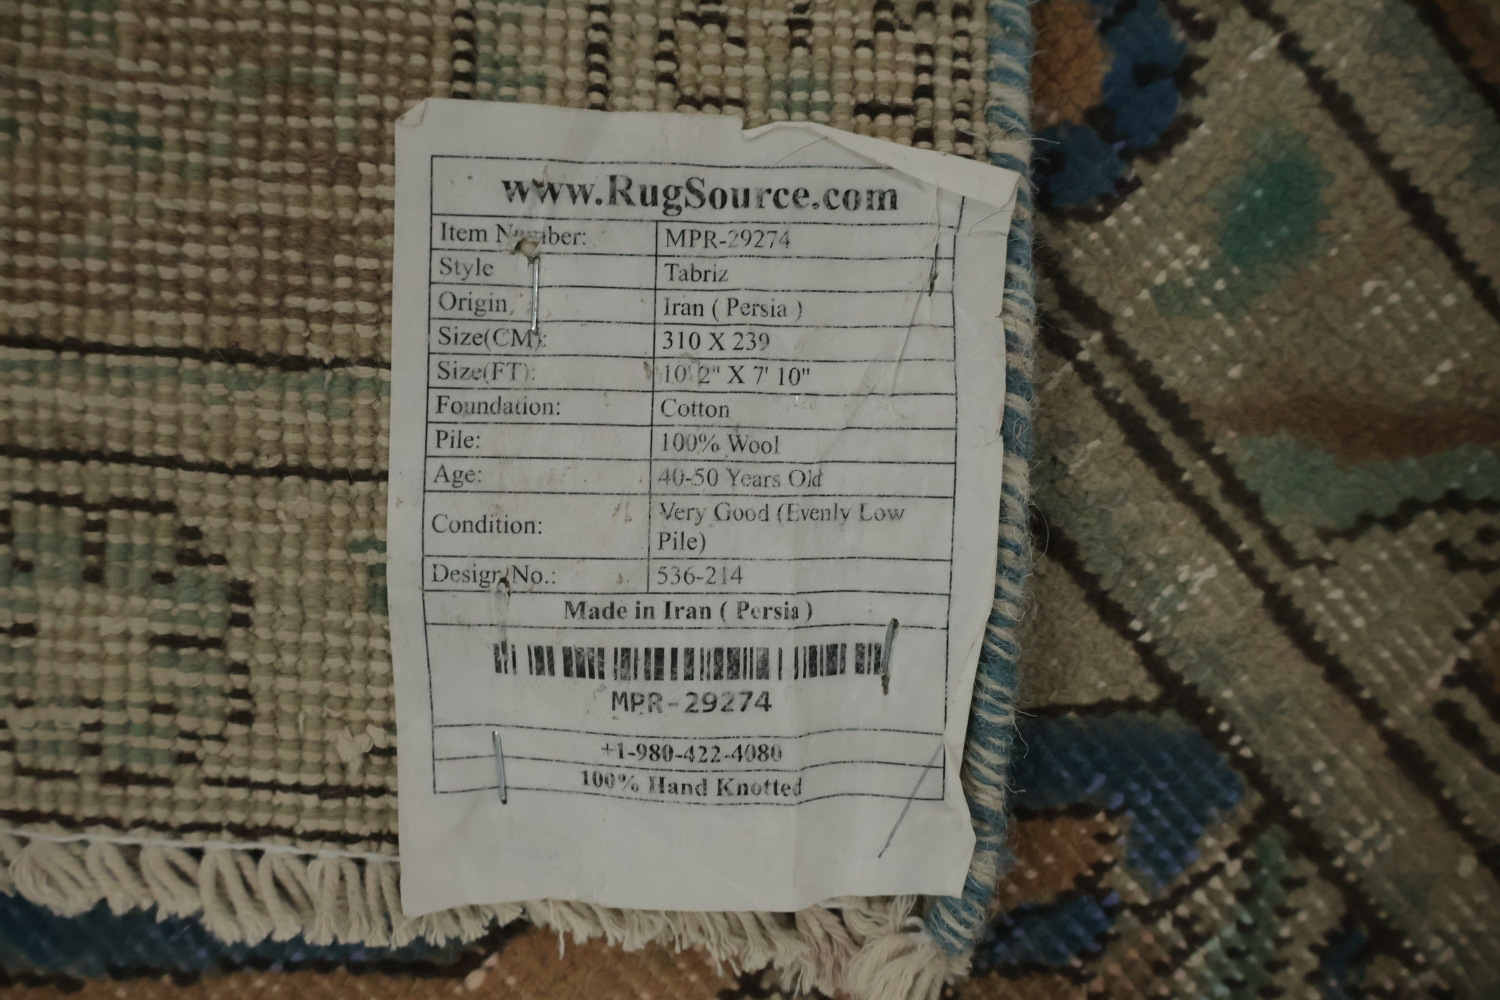 www.RugSource.com
Item Number: MPR-29274
Style Tabriz
Origin Iran ( Persia )
Size(CM): 310 X 239
Size(FT): 10' 2" X 7' 10"
Foundation: Cotton
Pile: 100% Wool
Age: 40-50 Years Old
Condition: Very Good (Evenly Low
Pile)
Design No.: 536-214
Made in Iran ( Persia )
MPR-29274
+1-980-422-4080
100% Hand Knotted